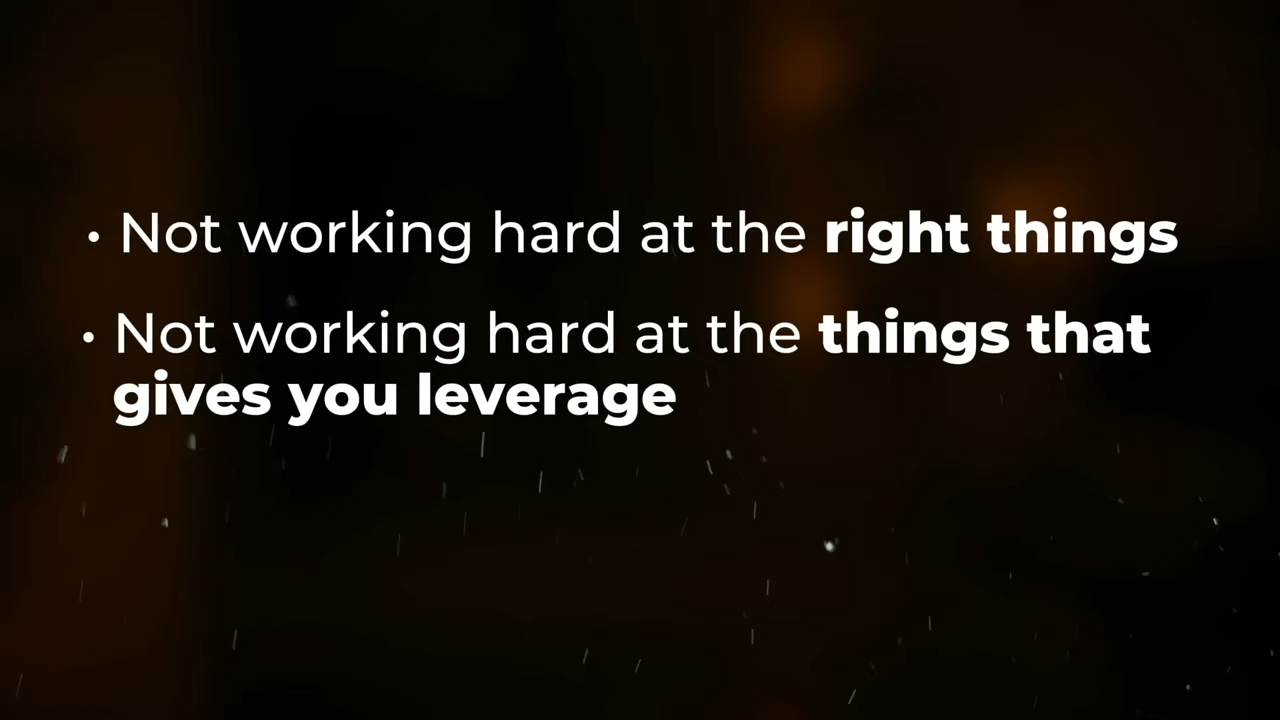 • Not working hard at the right things
• Not working hard at the things that
gives you leverage